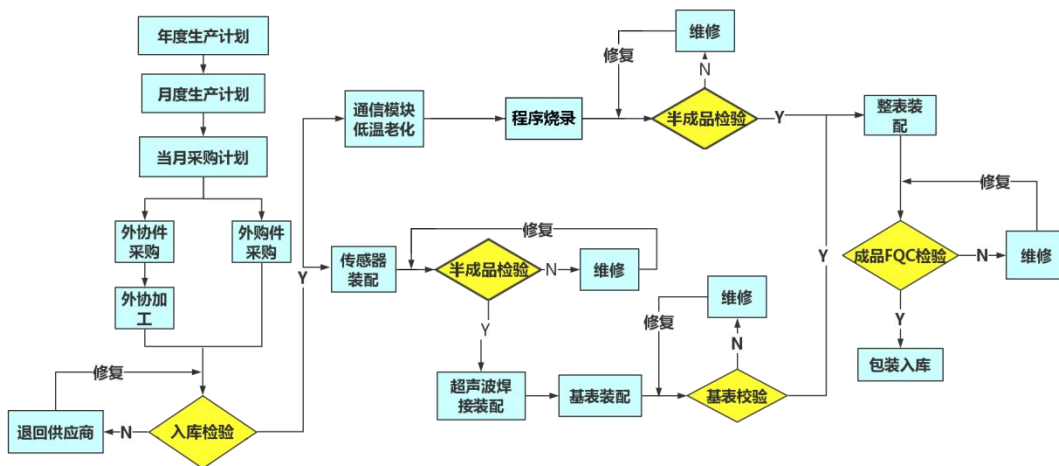 年度生产计划
月度生产计划
当月采购计划
外协件
采购
外购件
采购
外协加
工
修复
退回供应商
N
入库检验
Y
通信模块
低温老化
程序烧录
修复
维修
N
半成品检验
Y
传感器
装配
修复
半成品检验
N
维修
Y
超声波焊
接装配
基表装配
修复
维修
N
基表校验
Y
整表装
配
修复
成品FQC检验
N
维修
Y
包装入库